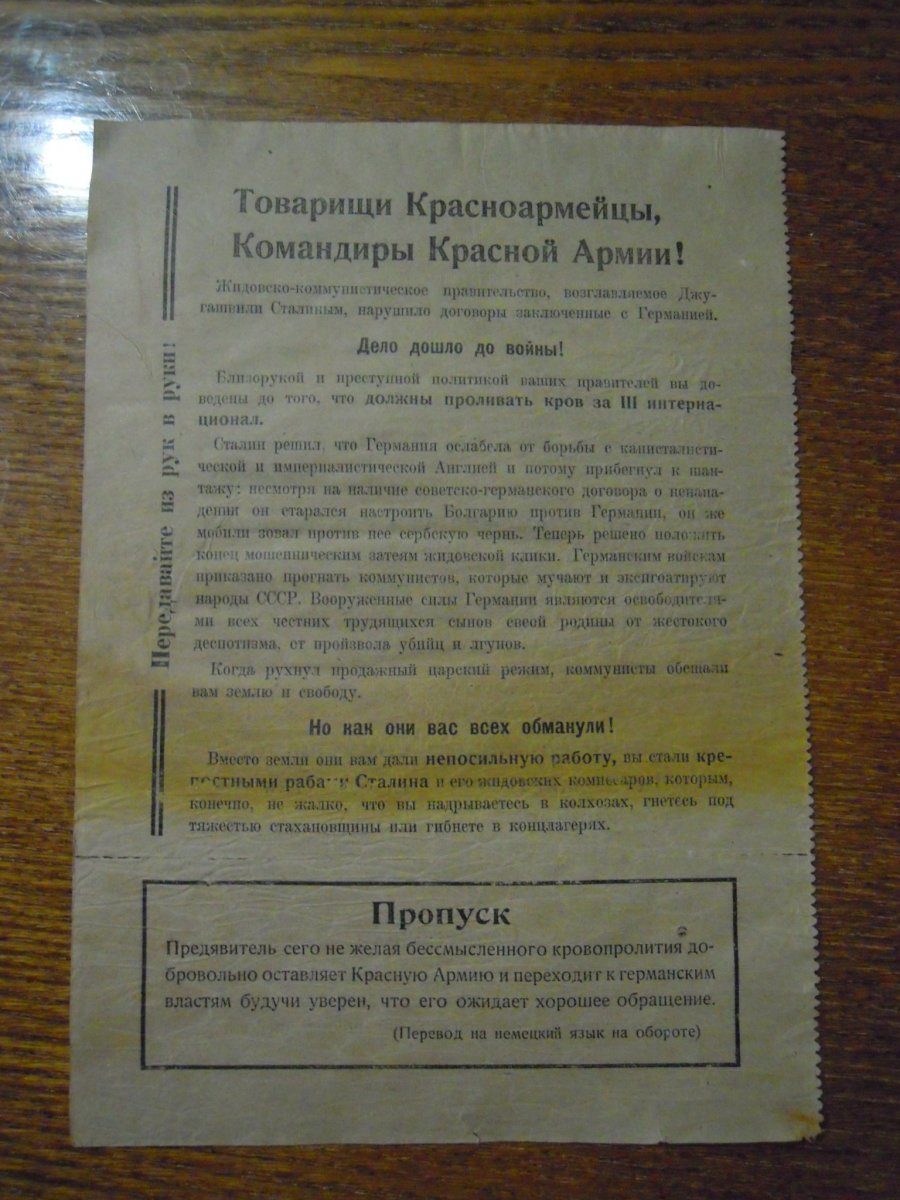 Передавайте из рук в руки!
Товарищи Красноармейцы,
Командиры Красной Армии!
Жидовско-коммунистическое правительство, возглавляемое Джу-
гашвили Сталиным, нарушило договоры заключенные с Германией.
Дело дошло до войны!
Близорукой и преступной политикой ваших правителей вы до-
ведены до того, что должны проливать кров за III интерна-
ционал.
Сталин решил, что Германия ослабела от борьбы с каписталисти-
ческой и империалистической Англией и потому прибегнул к шан-
тажу: несмотря на наличие советско-германского договора о ненапа-
дении он старался настроить Болгарию против Германии, он же
мобили зовал против нее сербскую чернь. Теперь решено положить
конец мошенническим затеям жидовской клики. Германским войскам
приказано прогнать коммунистов, которые мучают и экспгоатируют
народы СССР. Вооруженные силы Германии являются освободителя-
ми всех честних трудящихся сынов свеей родины от жестокого
деспотизма, от пройзвола убийц и лгунов.
Когда рухнул продажный царский режим, коммунисты обещали
вам землю и свободу.
Но как они вас всех обманули!
Вместо земли они вам дали непосильную работу, вы стали кре-
постными рабами Сталина и его жидовских комиссаров, которым,
конечно, не жалко, что вы надрываетесь в колхозах, гнетесь под
тяжестью стахановщины или гибнете в концлагерях.
Пропуск
Предявитель сего не желая бессмысленного кровопролития до-
бровольно оставляет Красную Армию и переходит к германским
властям будучи уверен, что его ожидает хорошее обращение.
(Перевод на немецкий язык на обороте)